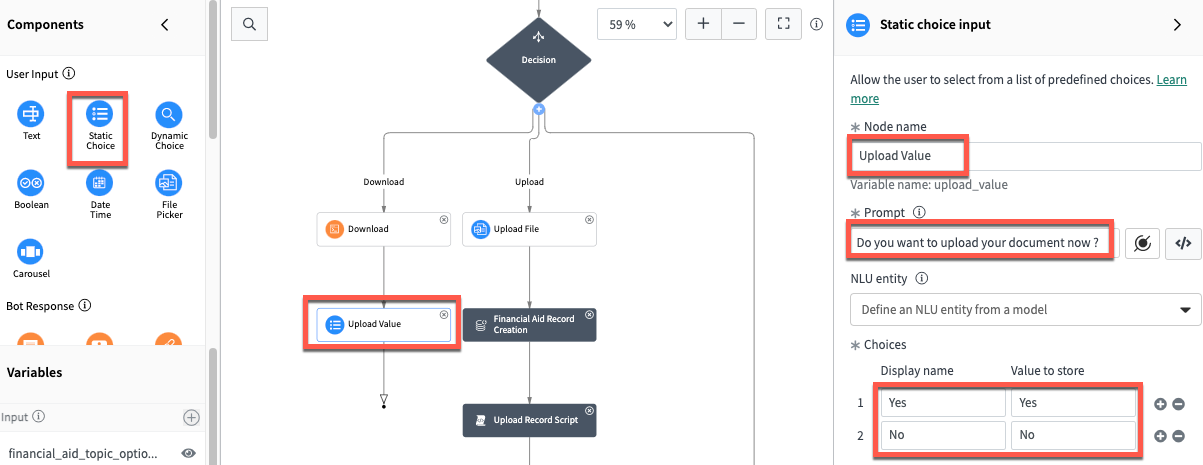 Components
User Input
Text
Static
Choice
Dynamic
Choice
Boolean
Date
Time
File
Picker
Carousel
Bot Response
Variables
Input
financial_aid_topic_optio...
59 %
Decision
Download
Upload
Download
Upload File
Upload Value
Financial Aid Record
Creation
Upload Record Script
Static choice input
Allow the user to select from a list of predefined choices. Learn
more
Node name
Upload Value
Variable name: upload_value
Prompt
Do you want to upload your document now ?
NLU entity
Define an NLU entity from a model
Choices
Display name Value to store
1 Yes Yes
2 No No